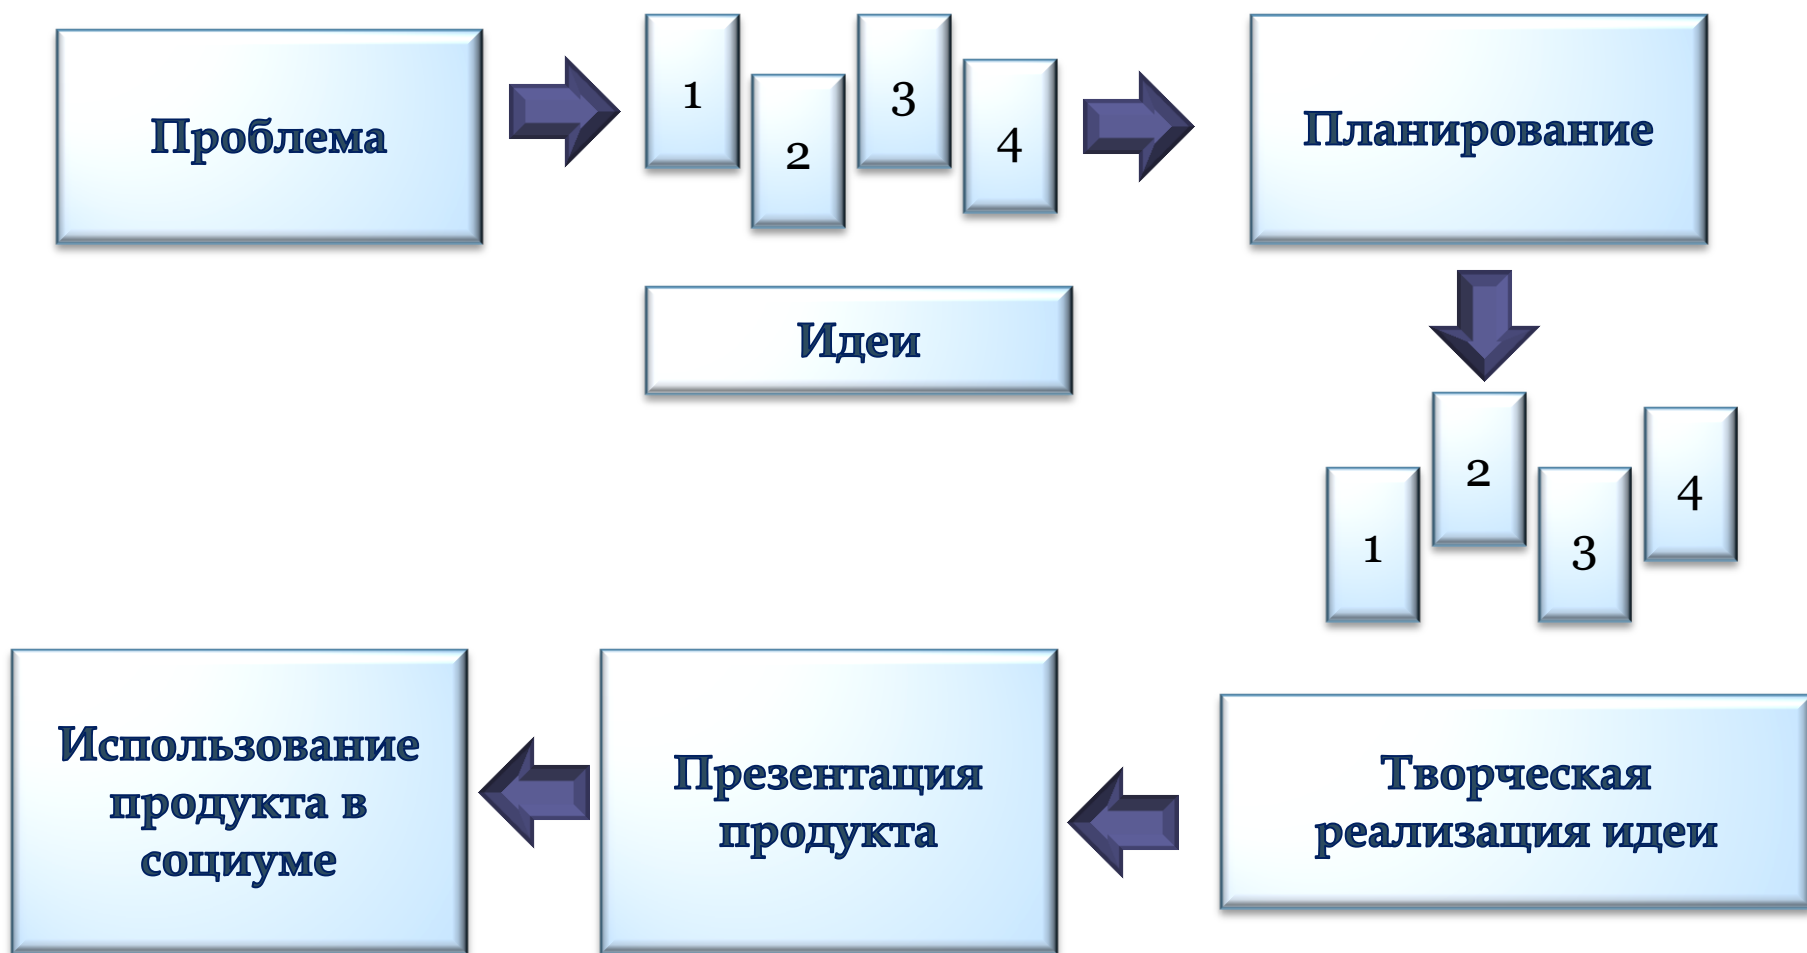 Проблема
1
2
3
4
Идеи
Планирование
1
2
3
4
Творческая
реализация идеи
Презентация
продукта
Использование
продукта в
социуме